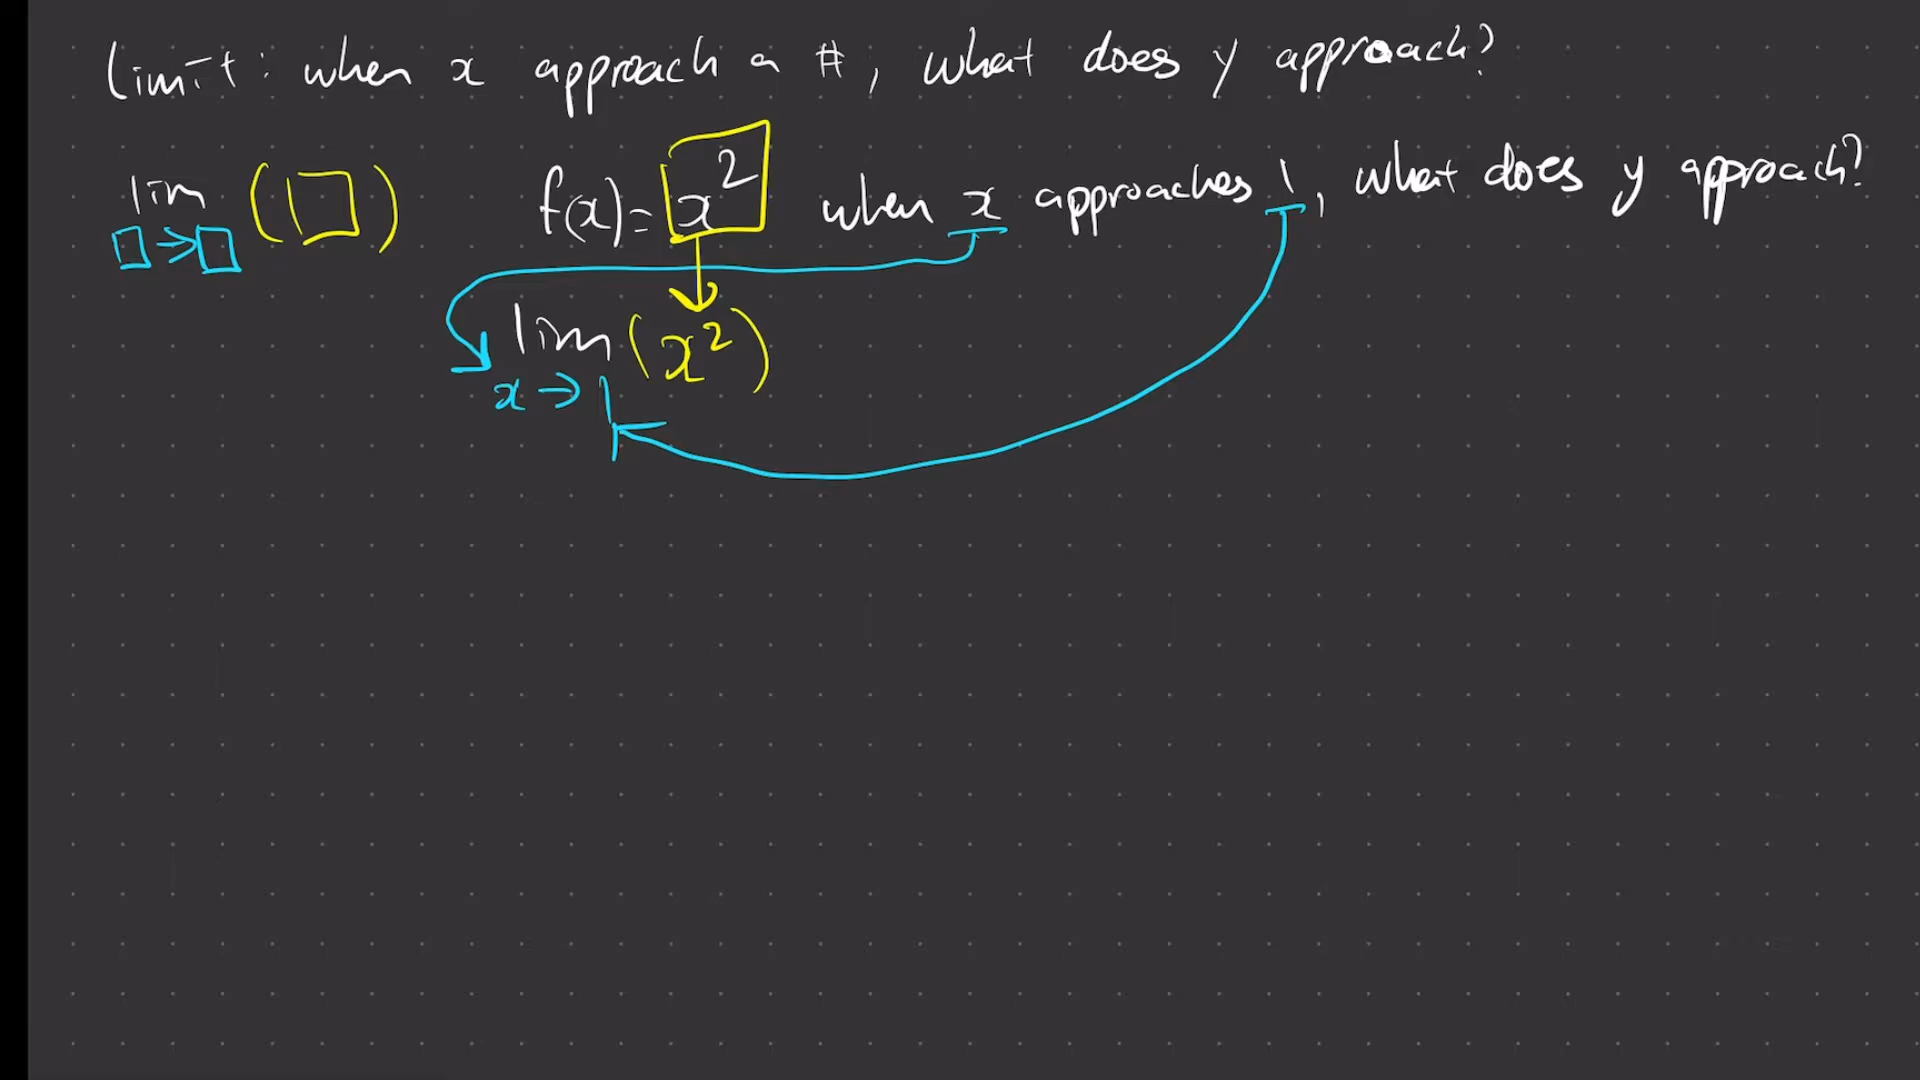 limit: when x approach a #, what does y approach?
lim (□) f(x) = x² when x approaches 1, what does y approach?
□→□
lim (x²)
x → 1